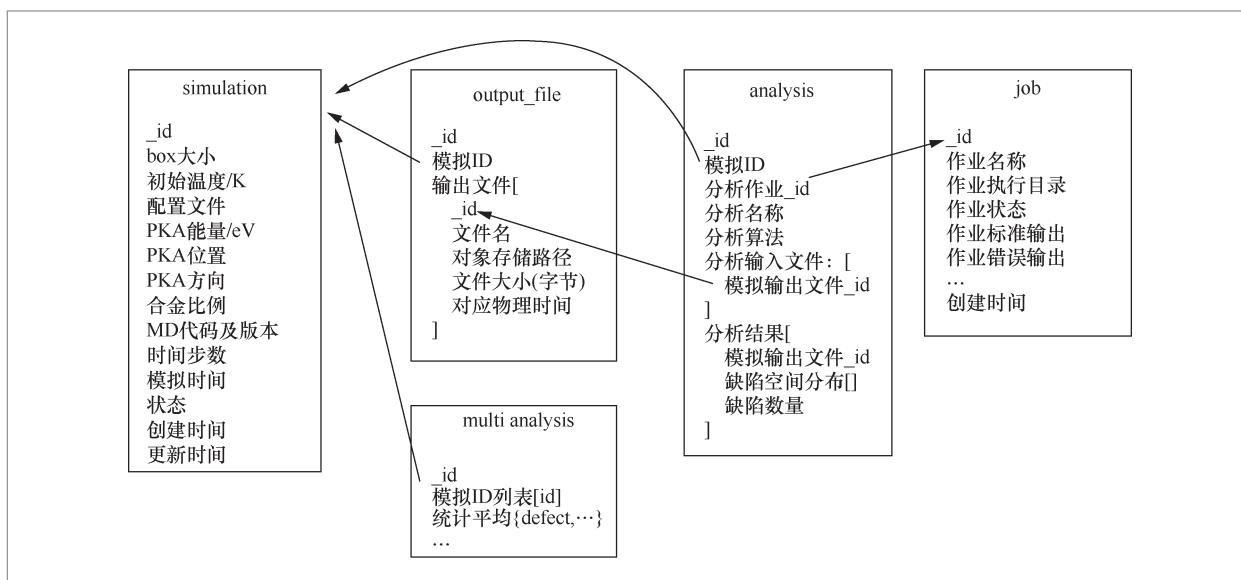 simulation
_id
box大小
初始温度/K
配置文件
PKA能量/eV
PKA位置
PKA方向
合金比例
MD代码及版本
时间步数
模拟时间
状态
创建时间
更新时间
output_file
_id
模拟ID
输出文件[
_id
文件名
对象存储路径
文件大小(字节)
对应物理时间
]
multi analysis
_id
模拟ID列表[id]
统计平均{defect,…}
…
analysis
_id
模拟ID
分析作业_id
分析名称
分析算法
分析输入文件：[
模拟输出文件_id
]
分析结果[
模拟输出文件_id
缺陷空间分布[]
缺陷数量
]
job
_id
作业名称
作业执行目录
作业状态
作业标准输出
作业错误输出
…
创建时间